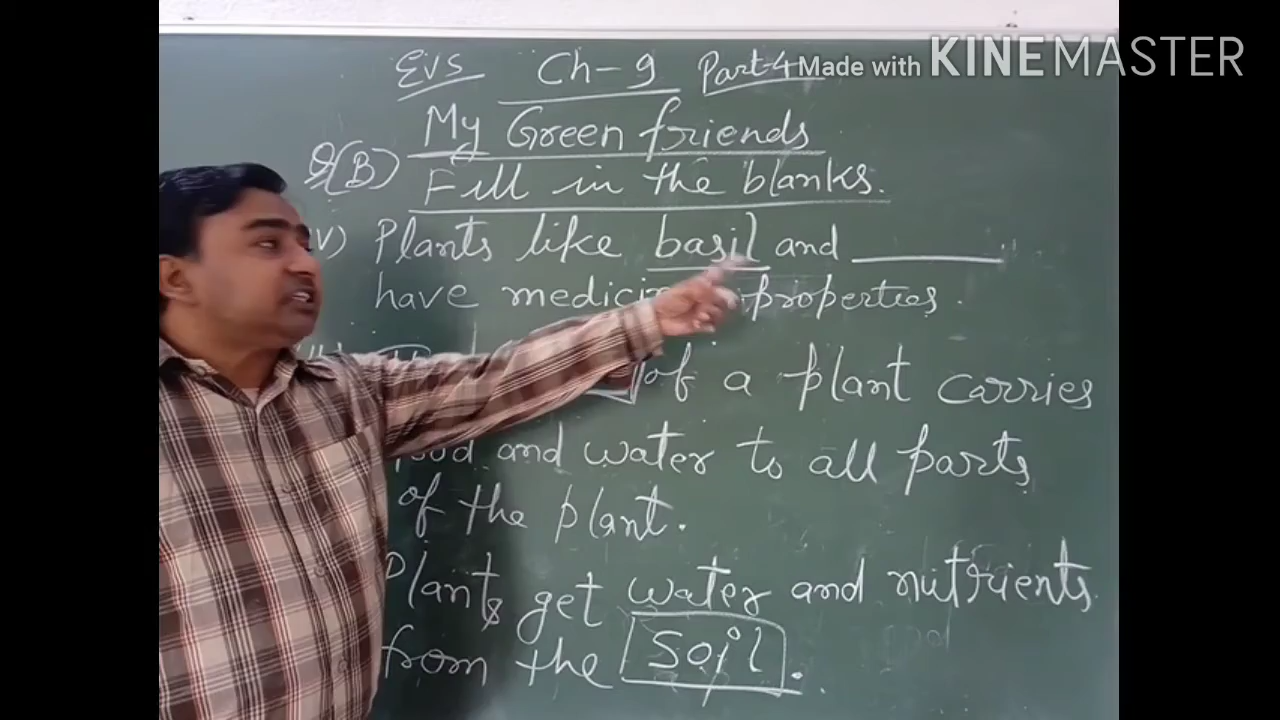 EVS Ch-9 Part-4
Made with KINEMASTER
My Green friends
Q(B) Fill in the blanks.
V) Plants like basil and ______
have properties.
of a plant carries
food and water to all parts
of the plant.
Plants get water and nutrients
from the Soil.